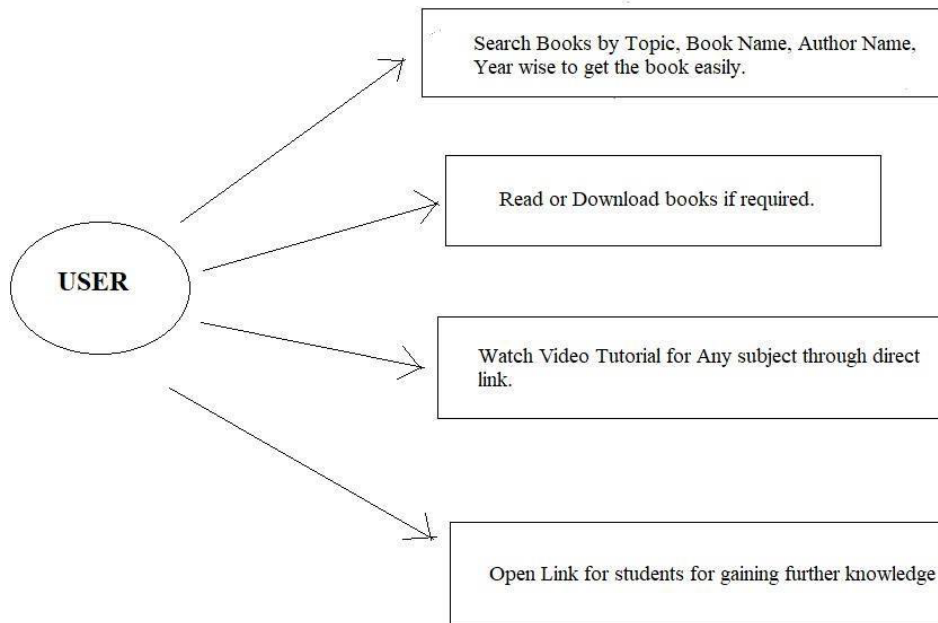 Search Books by Topic, Book Name, Author Name,
Year wise to get the book easily.
Read or Download books if required.
USER
Watch Video Tutorial for Any subject through direct
link.
Open Link for students for gaining further knowledge